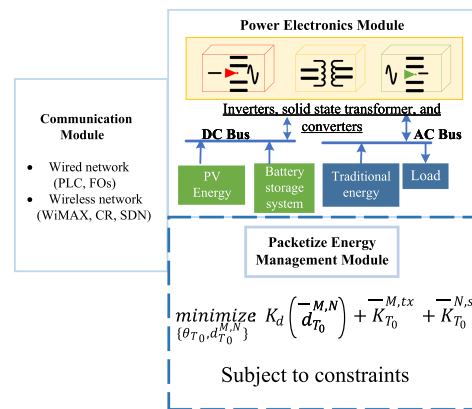 Power Electronics Module
Inverters, solid state transformer, and
converters
DC Bus
AC Bus
PV
Energy
Battery
storage
system
Traditional
energy
Load
Communication
Module
• Wired network
(PLC, FOs)
• Wireless network
(WiMAX, CR, SDN)
Packetize Energy
Management Module
minimize K_d (d̅_{T_0}^{M,N}) + K̅_{T_0}^{M,tx} + K̅_{T_0}^{N,s
{θ_{T_0}, d_{T_0}^{M,N}}
Subject to constraints